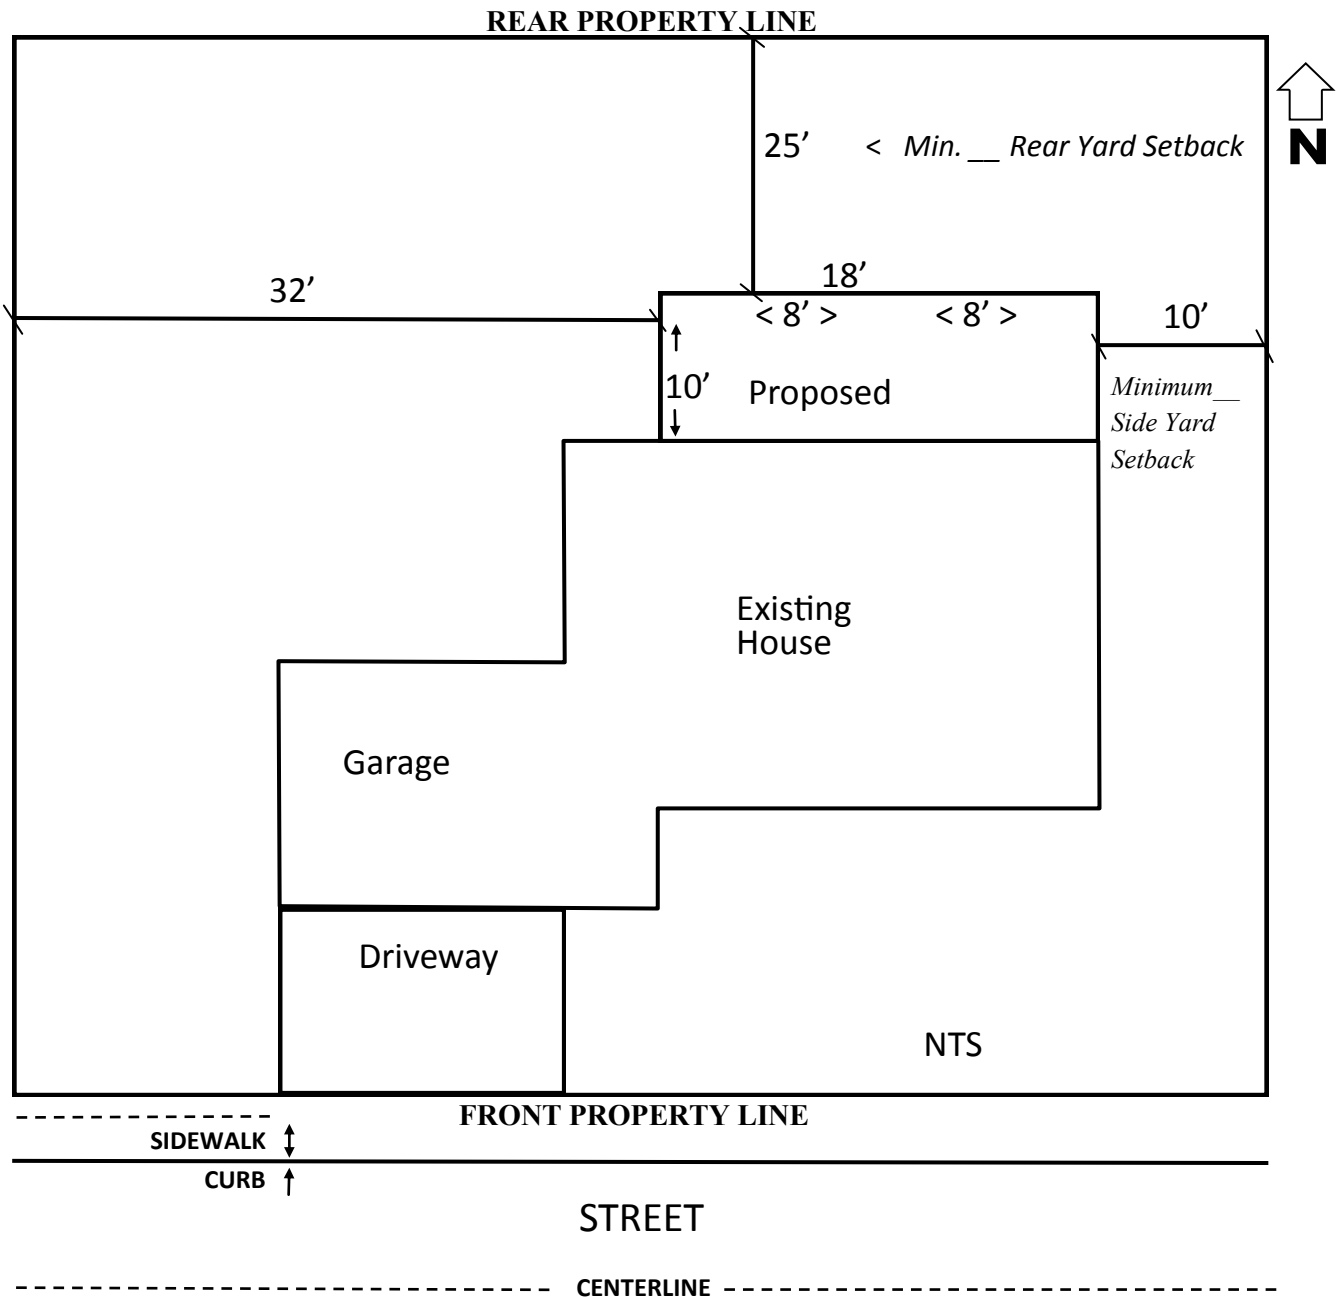 REAR PROPERTY LINE
N
25' < Min. __ Rear Yard Setback
32’
18’
< 8’ > < 8’ >
10’
10’
Proposed
Minimum__
Side Yard
Setback
Existing
House
Garage
Driveway
NTS
FRONT PROPERTY LINE
SIDEWALK
CURB
STREET
CENTERLINE